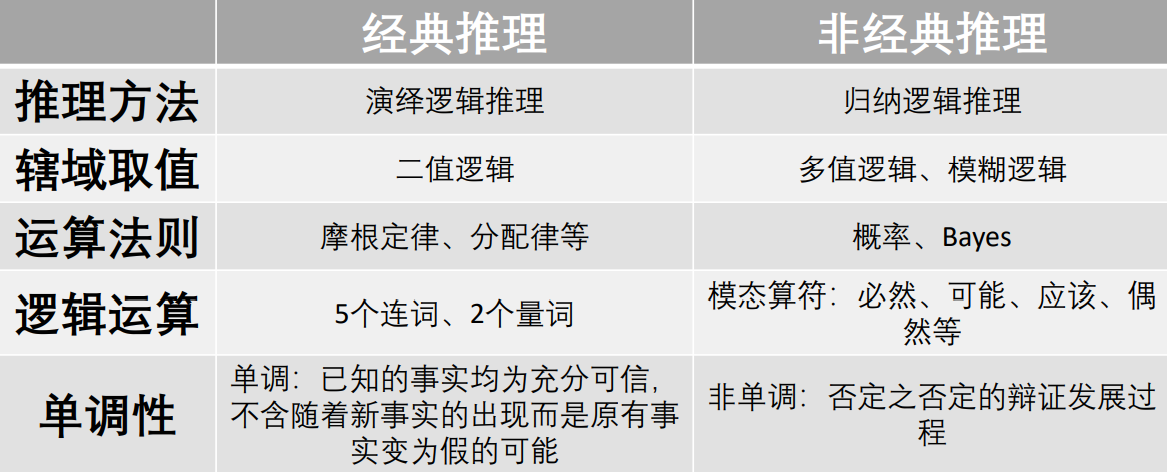 经典推理
非经典推理
推理方法
演绎逻辑推理
归纳逻辑推理
辖域取值
二值逻辑
多值逻辑、模糊逻辑
运算法则
摩根定律、分配律等
概率、Bayes
逻辑运算
5个连词、2个量词
模态算符：必然、可能、应该、偶
然等
单调性
单调：已知的事实均为充分可信，
不含随着新事实的出现而是原有事
实变为假的可能
非单调：否定之否定的辩证发展过
程